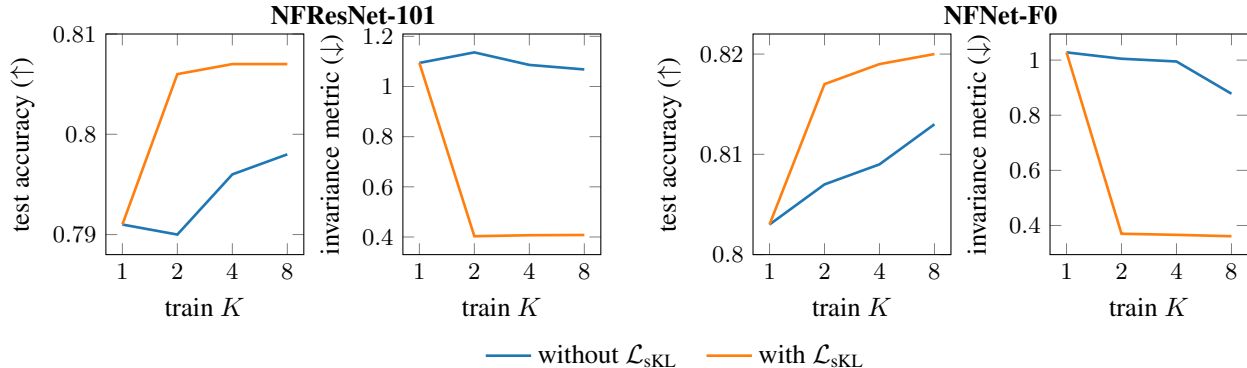 NFResNet-101
NFNet-F0
test accuracy (↑)
0.81
0.8
0.79
1 2 4 8
train K
invariance metric (↓)
1.2
1
0.8
0.6
0.4
1 2 4 8
train K
test accuracy (↑)
0.82
0.81
0.8
1 2 4 8
train K
invariance metric (↓)
1
0.8
0.6
0.4
1 2 4 8
train K
without ℒsKL
with ℒsKL